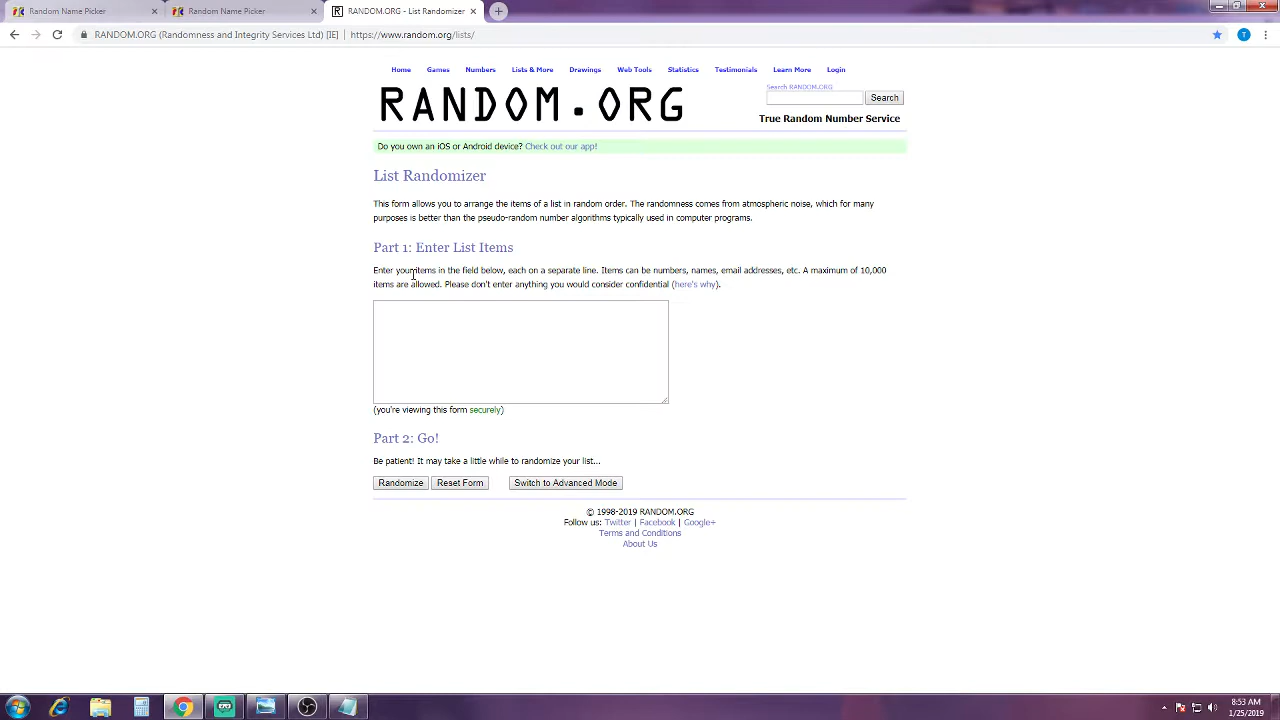 Random Name Picker
Random Name Picker
RANDOM.ORG - List Randomizer
RANDOM.ORG (Randomness and Integrity Services Ltd) [IE] | https://www.random.org/lists/
T
Home Games Numbers Lists & More Drawings Web Tools Statistics Testimonials Learn More Login
RANDOM.ORG
Search RANDOM.ORG
Search
True Random Number Service
Do you own an iOS or Android device? Check out our app!
List Randomizer
This form allows you to arrange the items of a list in random order. The randomness comes from atmospheric noise, which for many
purposes is better than the pseudo-random number algorithms typically used in computer programs.
Part 1: Enter List Items
Enter your items in the field below, each on a separate line. Items can be numbers, names, email addresses, etc. A maximum of 10,000
items are allowed. Please don't enter anything you would consider confidential (here's why).
(you're viewing this form securely)
Part 2: Go!
Be patient! It may take a little while to randomize your list...
Randomize Reset Form Switch to Advanced Mode
© 1998-2019 RANDOM.ORG
Follow us: Twitter | Facebook | Google+
Terms and Conditions
About Us
8:53 AM
1/25/2019